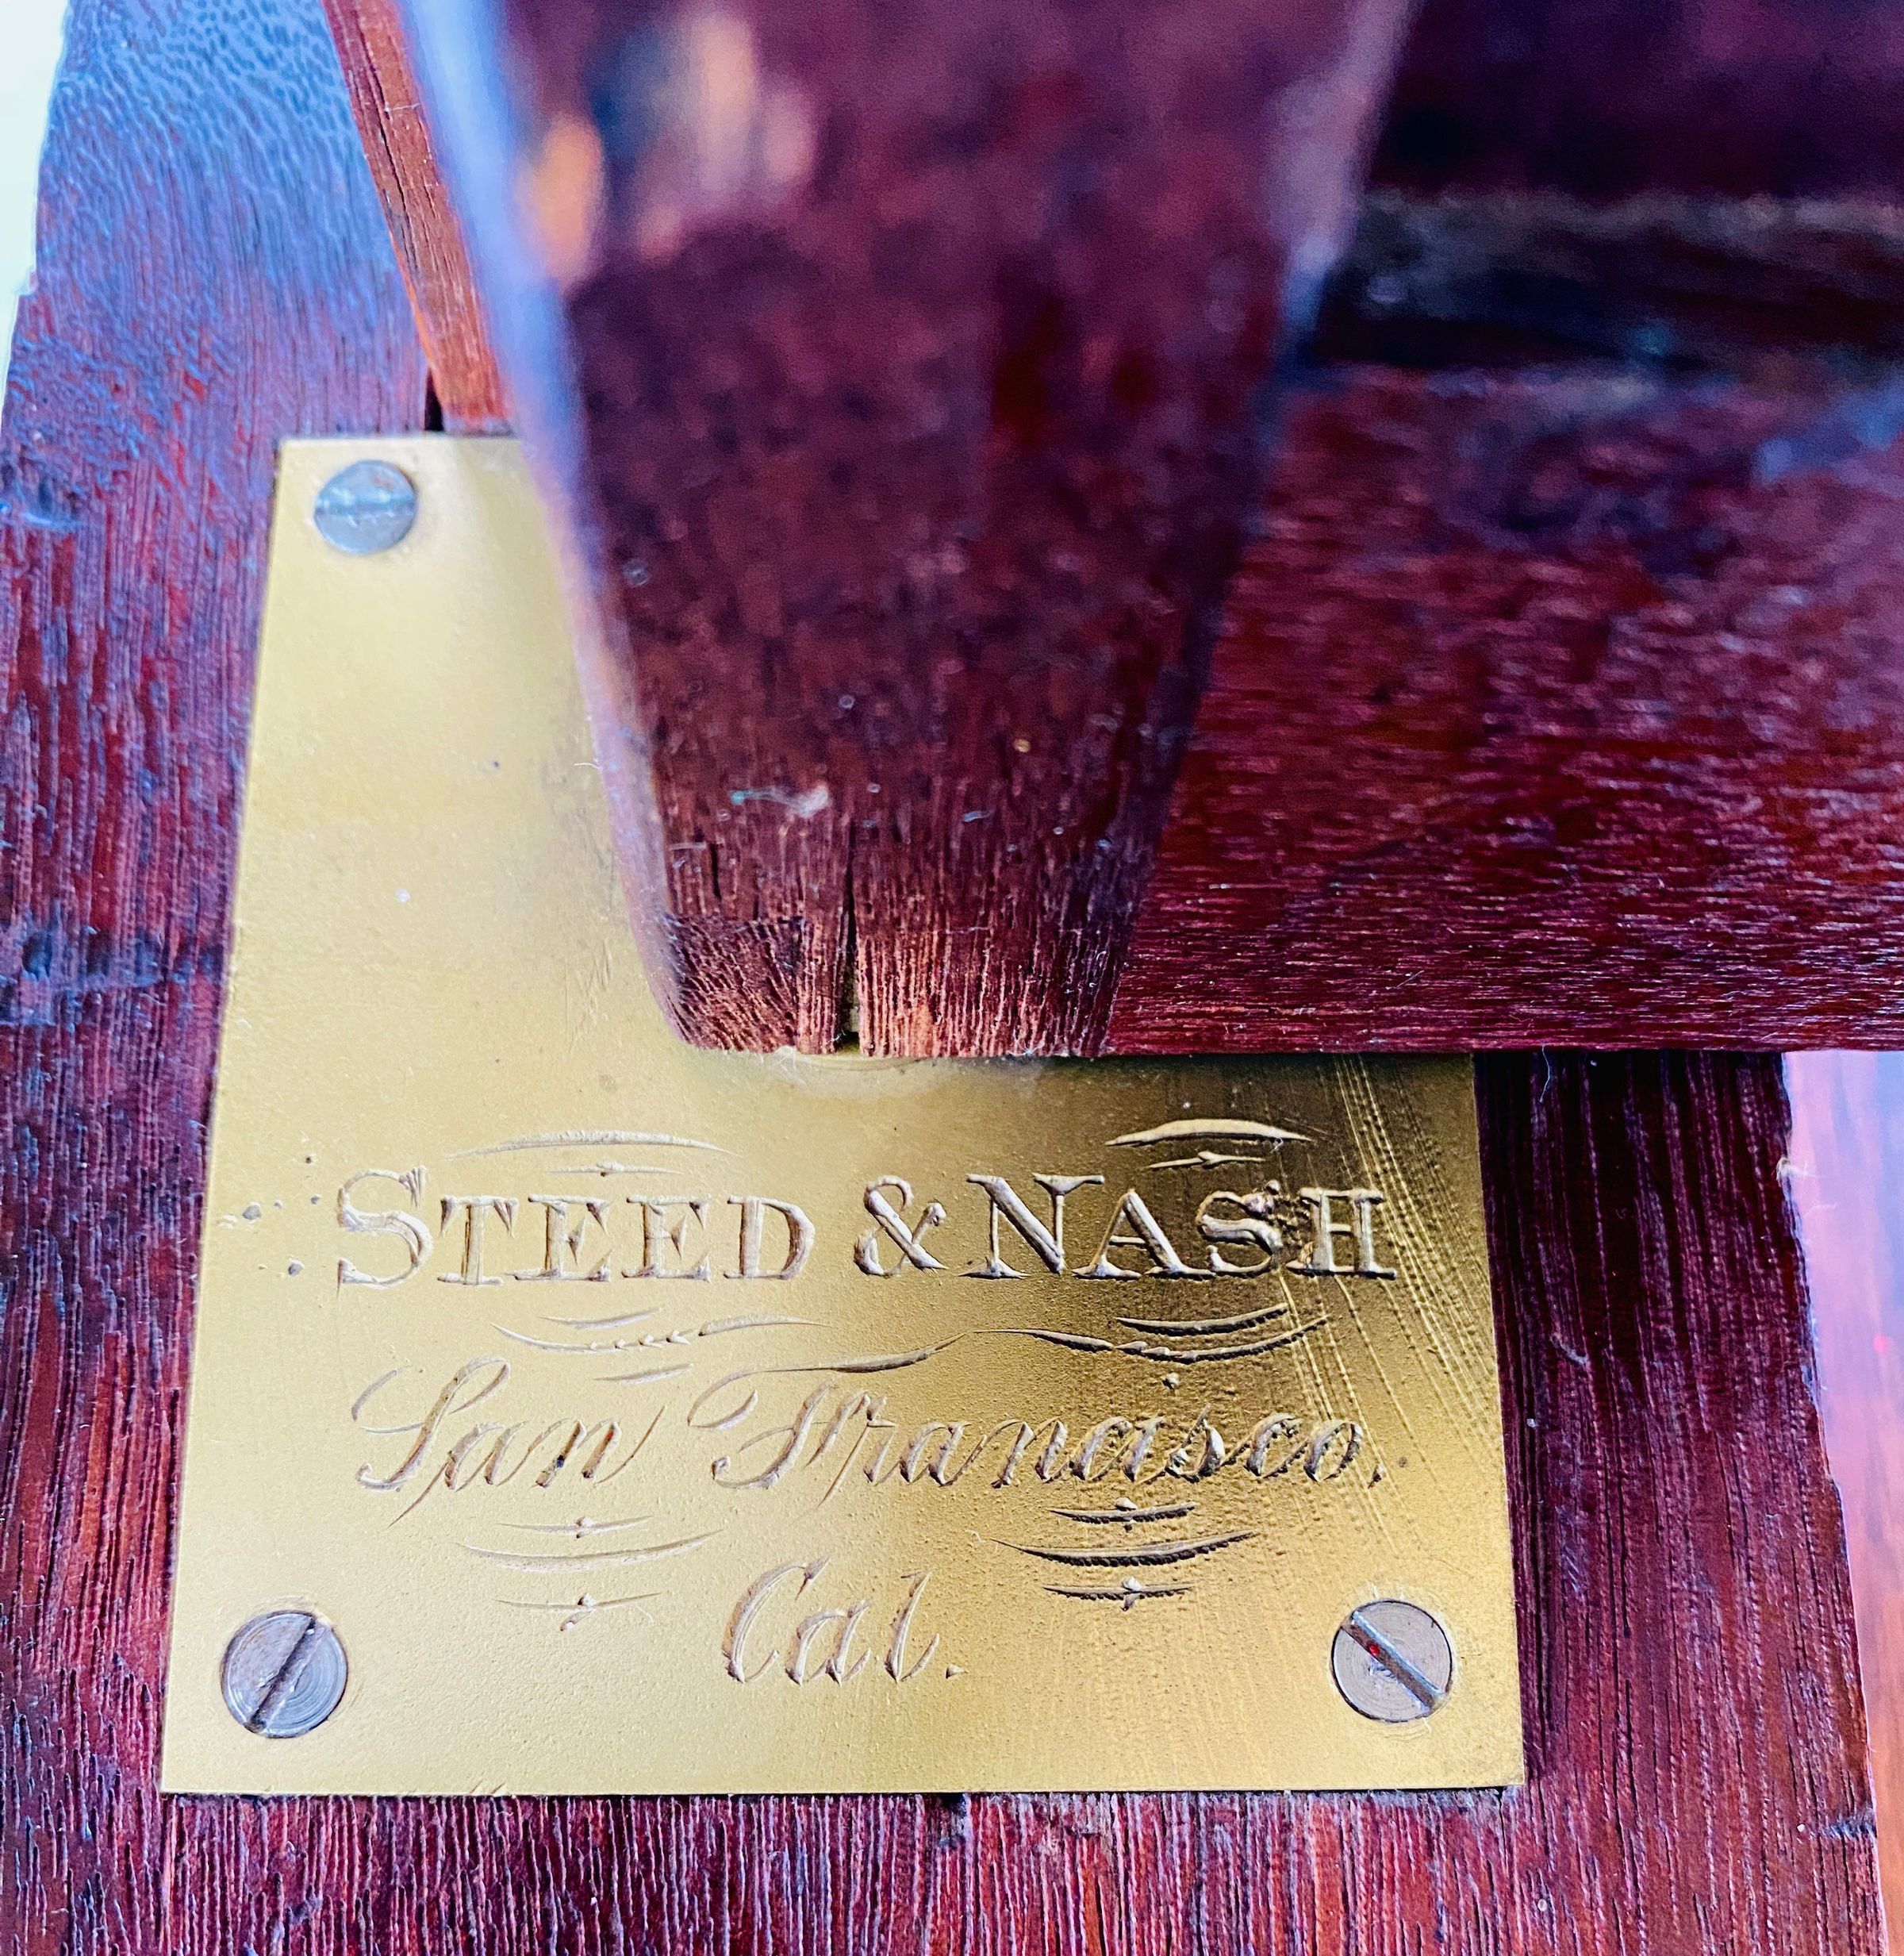 STEED & NASH
San Francisco.
Cal.